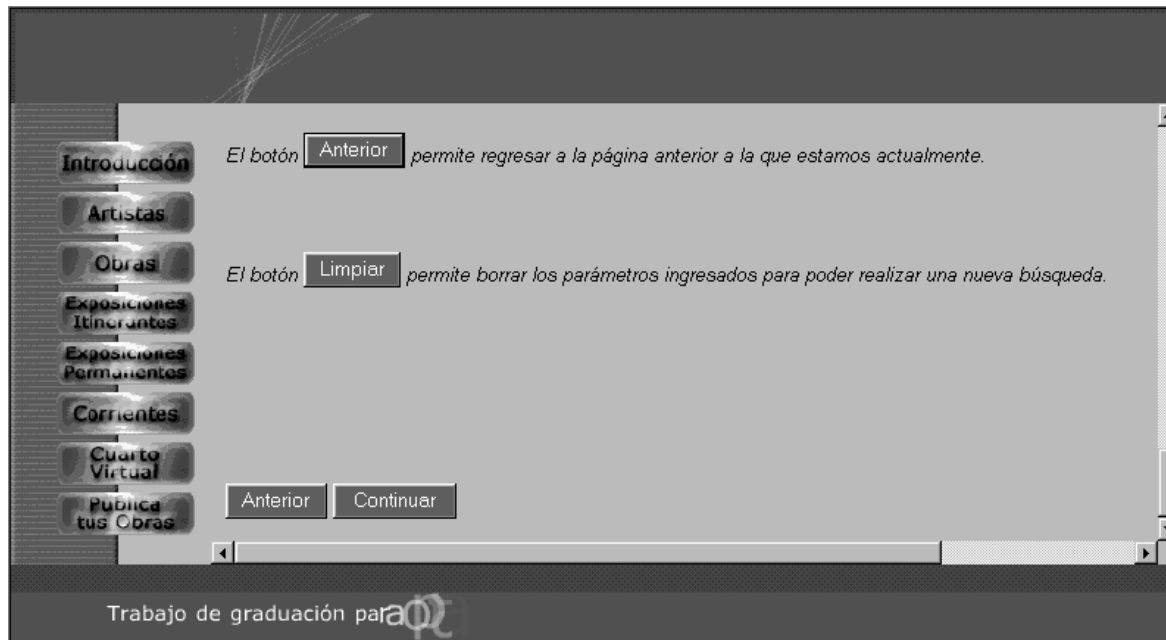 El botón Anterior permite regresar a la página anterior a la que estamos actualmente.
El botón Limpiar permite borrar los parámetros ingresados para poder realizar una nueva búsqueda.
Introducción
Artistas
Obras
Exposiciones
Itinerantes
Exposiciones
Permanentes
Corrientes
Cuarto
Virtual
Publica
tus Obras
Anterior Continuar
Trabajo de graduación para